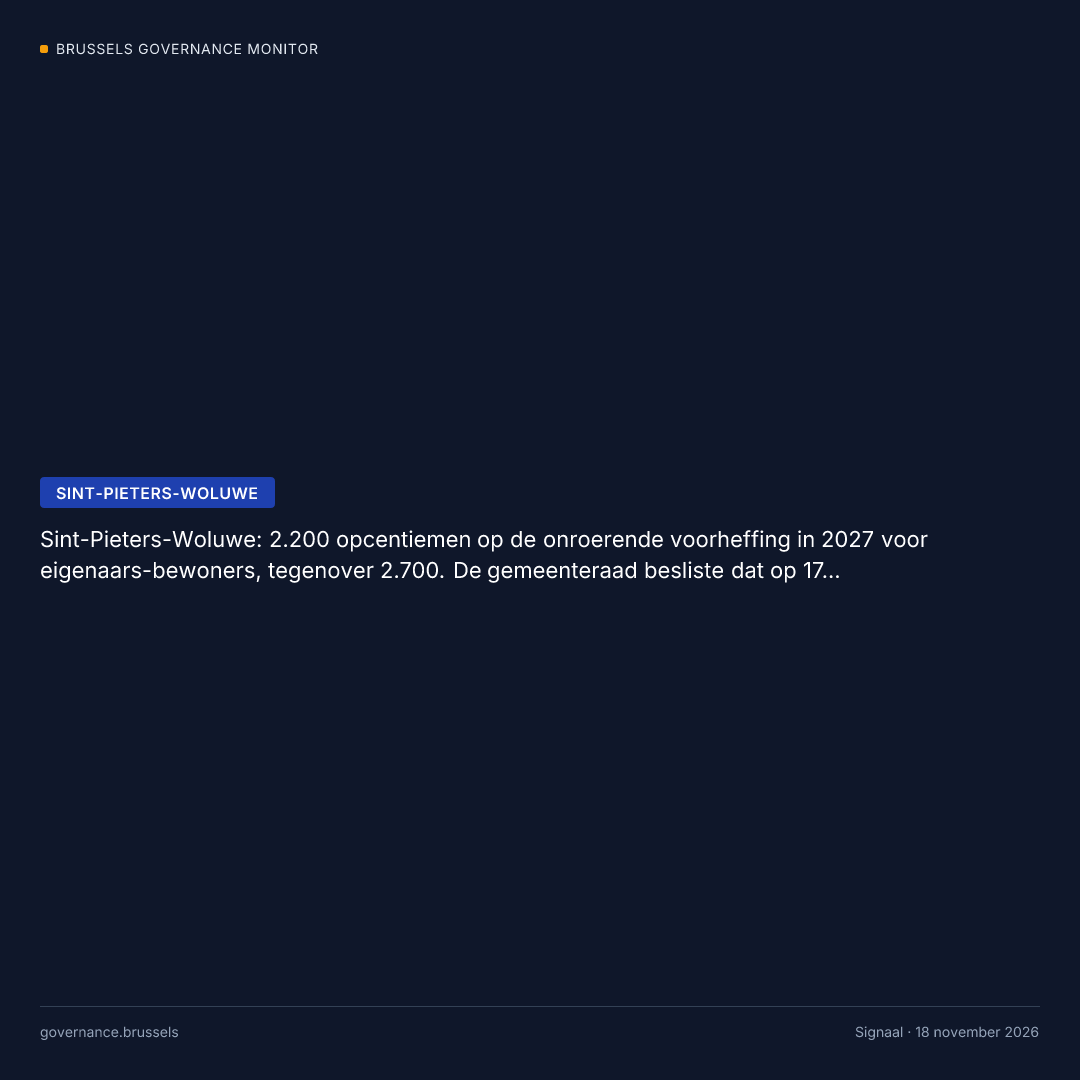 BRUSSELS GOVERNANCE MONITOR
SINT-PIETERS-WOLUWE
Sint-Pieters-Woluwe: 2.200 opcentiemen op de onroerende voorheffing in 2027 voor
eigenaars-bewoners, tegenover 2.700. De gemeenteraad besliste dat op 17...
governance.brussels
Signaal · 18 november 2026